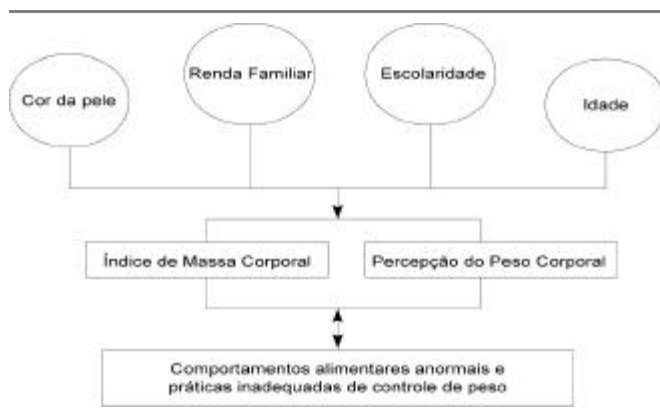 Cor da pele
Renda Familiar
Escolaridade
Idade
Índice de Massa Corporal
Percepção do Peso Corporal
Comportamentos alimentares anormais e
práticas inadequadas de controle de peso